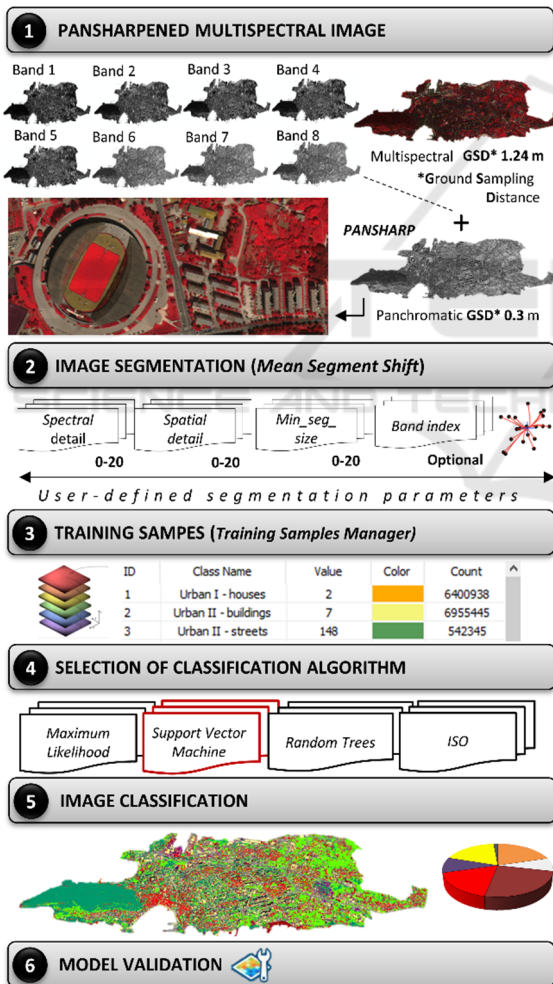 1 PANSHARPENED MULTISPECTRAL IMAGE
Band 1 Band 2 Band 3 Band 4
Band 5 Band 6 Band 7 Band 8
Multispectral GSD* 1.24 m
*Ground Sampling
Distance
PANSHARP +
Panchromatic GSD* 0.3 m
2 IMAGE SEGMENTATION (Mean Segment Shift)
Spectral detail
Spatial detail
Min_seg_ size
Band index
0-20 0-20 0-20 Optional
User-defined segmentation parameters
3 TRAINING SAMPES (Training Samples Manager)
ID Class Name Value Color Count
1 Urban I - houses 2 6400938
2 Urban II - buildings 7 6955445
3 Urban II - streets 148 542345
4 SELECTION OF CLASSIFICATION ALGORITHM
Maximum Likelihood
Support Vector Machine
Random Trees
ISO
5 IMAGE CLASSIFICATION
6 MODEL VALIDATION